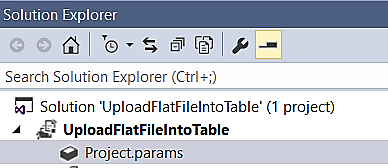 Solution Explorer
Search Solution Explorer (Ctrl+;)
Solution 'UploadFlatFileIntoTable' (1 project)
UploadFlatFileIntoTable
Project.params